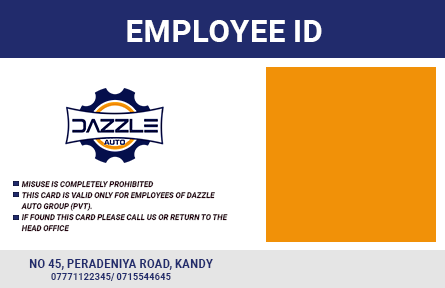 EMPLOYEE ID
DAZZLE
AUTO
MISUSE IS COMPLETELY PROHIBITED
THIS CARD IS VALID ONLY FOR EMPLOYEES OF DAZZLE
AUTO GROUP (PVT).
IF FOUND THIS CARD PLEASE CALL US OR RETURN TO THE
HEAD OFFICE
NO 45, PERADENIYA ROAD, KANDY
07771122345/ 0715544645